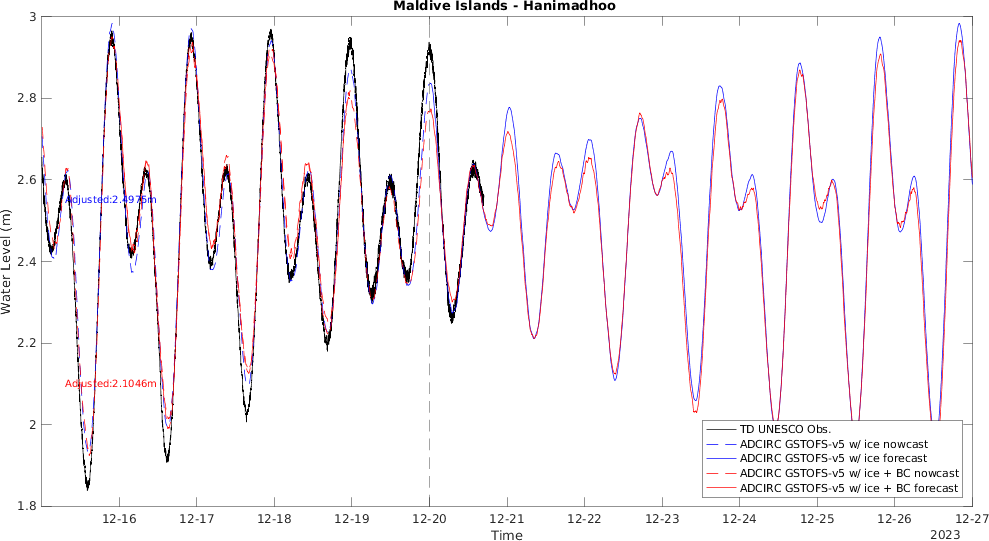 Maldive Islands - Hanimadhoo
3
2.8
2.6
2.4
2.2
2
1.8
Water Level (m)
Adjusted:2.4975m
Adjusted:2.1046m
TD UNESCO Obs.
ADCIRC GSTOFS-v5 w/ ice nowcast
ADCIRC GSTOFS-v5 w/ ice forecast
ADCIRC GSTOFS-v5 w/ ice + BC nowcast
ADCIRC GSTOFS-v5 w/ ice + BC forecast
12-16 12-17 12-18 12-19 12-20 12-21 12-22 12-23 12-24 12-25 12-26 12-27
Time
2023